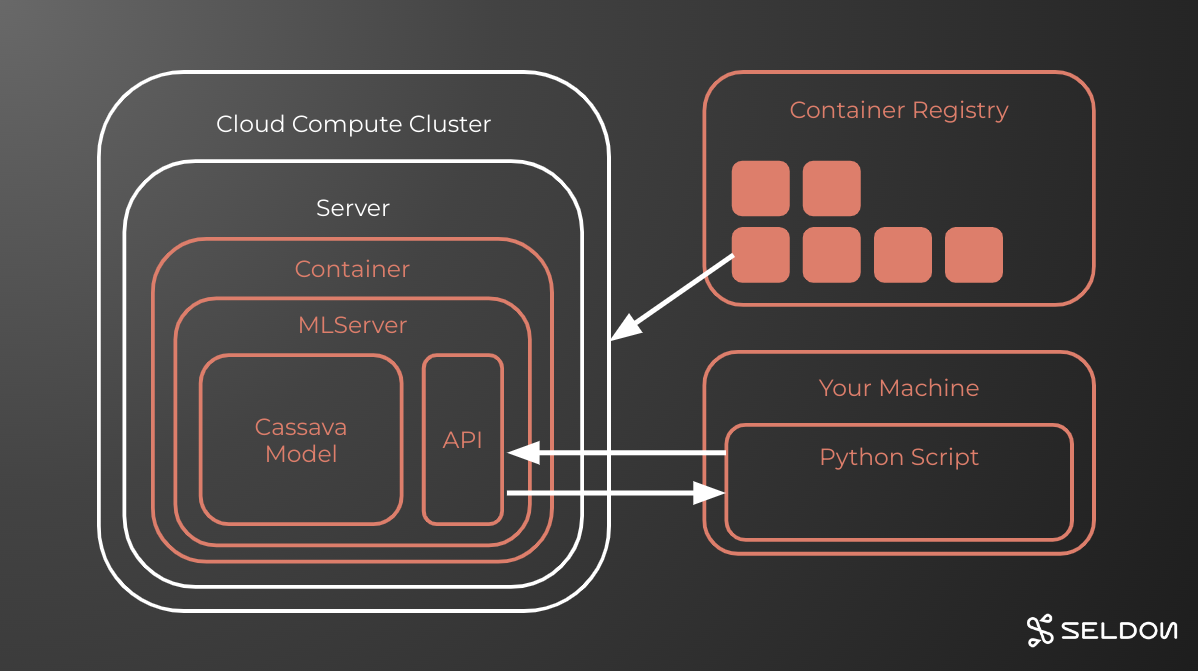 Cloud Compute Cluster
Server
Container
MLServer
Cassava
Model
API
Container Registry
Your Machine
Python Script
SELDON